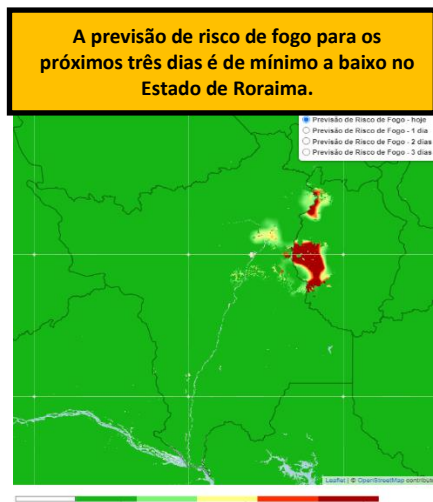 A previsão de risco de fogo para os
próximos três dias é de mínimo a baixo no
Estado de Roraima.
Previsão de Risco de Fogo - hoje
Previsão de Risco de Fogo - 1 dia
Previsão de Risco de Fogo - 2 dias
Previsão de Risco de Fogo - 3 dias
Leaflet | © OpenStreetMap contribute